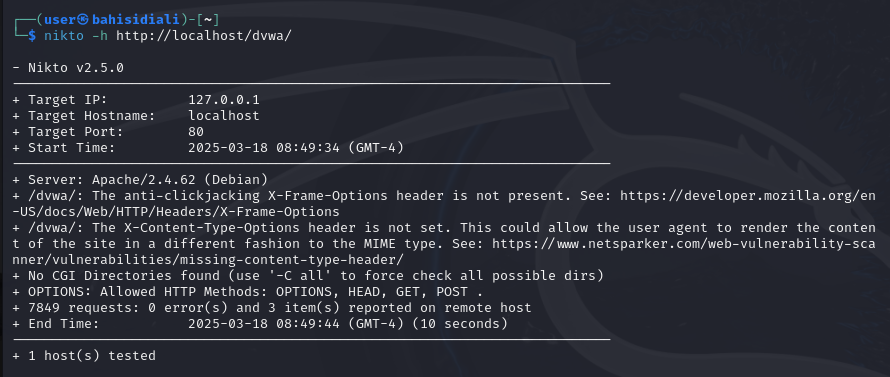 ┌──(user㉿bahisidiali)-[~]
└─$ nikto -h http://localhost/dvwa/
- Nikto v2.5.0
---------------------------------------------------------------------------
+ Target IP:          127.0.0.1
+ Target Hostname:    localhost
+ Target Port:        80
+ Start Time:         2025-03-18 08:49:34 (GMT-4)
---------------------------------------------------------------------------
+ Server: Apache/2.4.62 (Debian)
+ /dvwa/: The anti-clickjacking X-Frame-Options header is not present. See: https://developer.mozilla.org/en
-US/docs/Web/HTTP/Headers/X-Frame-Options
+ /dvwa/: The X-Content-Type-Options header is not set. This could allow the user agent to render the conten
t of the site in a different fashion to the MIME type. See: https://www.netsparker.com/web-vulnerability-sca
nner/vulnerabilities/missing-content-type-header/
+ No CGI Directories found (use '-C all' to force check all possible dirs)
+ OPTIONS: Allowed HTTP Methods: OPTIONS, HEAD, GET, POST .
+ 7849 requests: 0 error(s) and 3 item(s) reported on remote host
+ End Time:           2025-03-18 08:49:44 (GMT-4) (10 seconds)
---------------------------------------------------------------------------
+ 1 host(s) tested